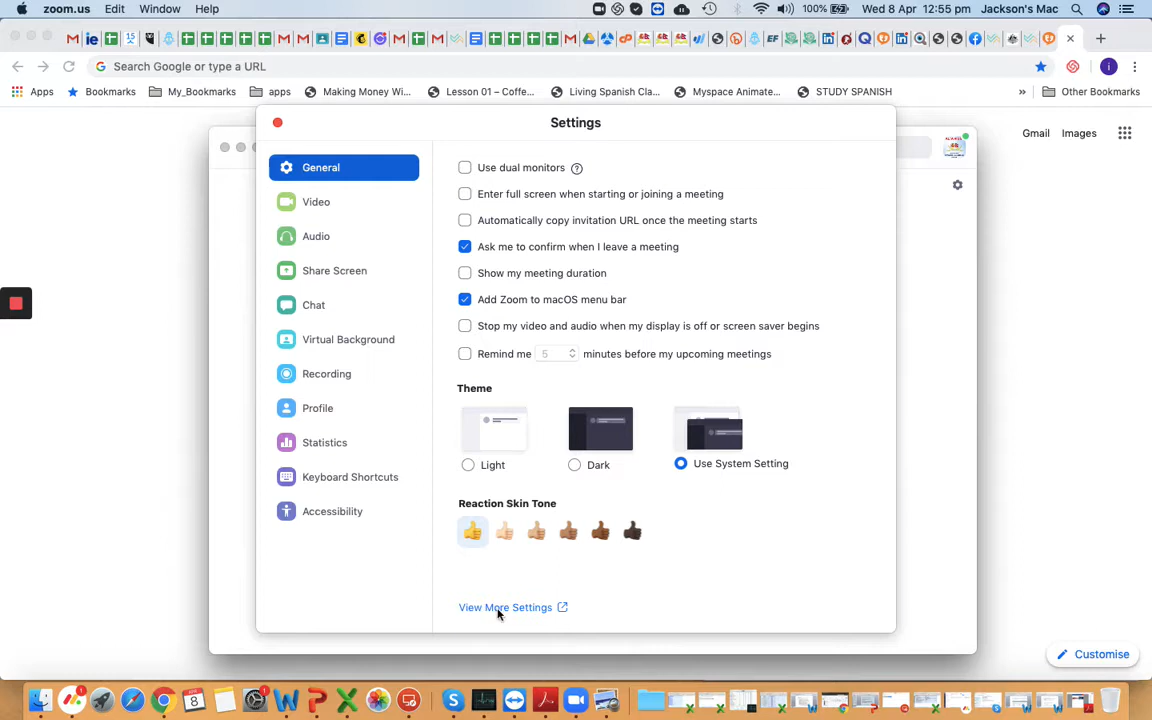 zoom.us Edit Window Help 100% Wed 8 Apr 12:55 pm Jackson's Mac
Search Google or type a URL
Apps Bookmarks My_Bookmarks apps Making Money Wi... Lesson 01 – Coffe... Living Spanish Cla... Myspace Animate... STUDY SPANISH » Other Bookmarks
Settings
Gmail Images
General
Video
Audio
Share Screen
Chat
Virtual Background
Recording
Profile
Statistics
Keyboard Shortcuts
Accessibility
Use dual monitors ?
Enter full screen when starting or joining a meeting
Automatically copy invitation URL once the meeting starts
Ask me to confirm when I leave a meeting
Show my meeting duration
Add Zoom to macOS menu bar
Stop my video and audio when my display is off or screen saver begins
Remind me 5 minutes before my upcoming meetings
Theme
Light Dark Use System Setting
Reaction Skin Tone
View More Settings
Customise